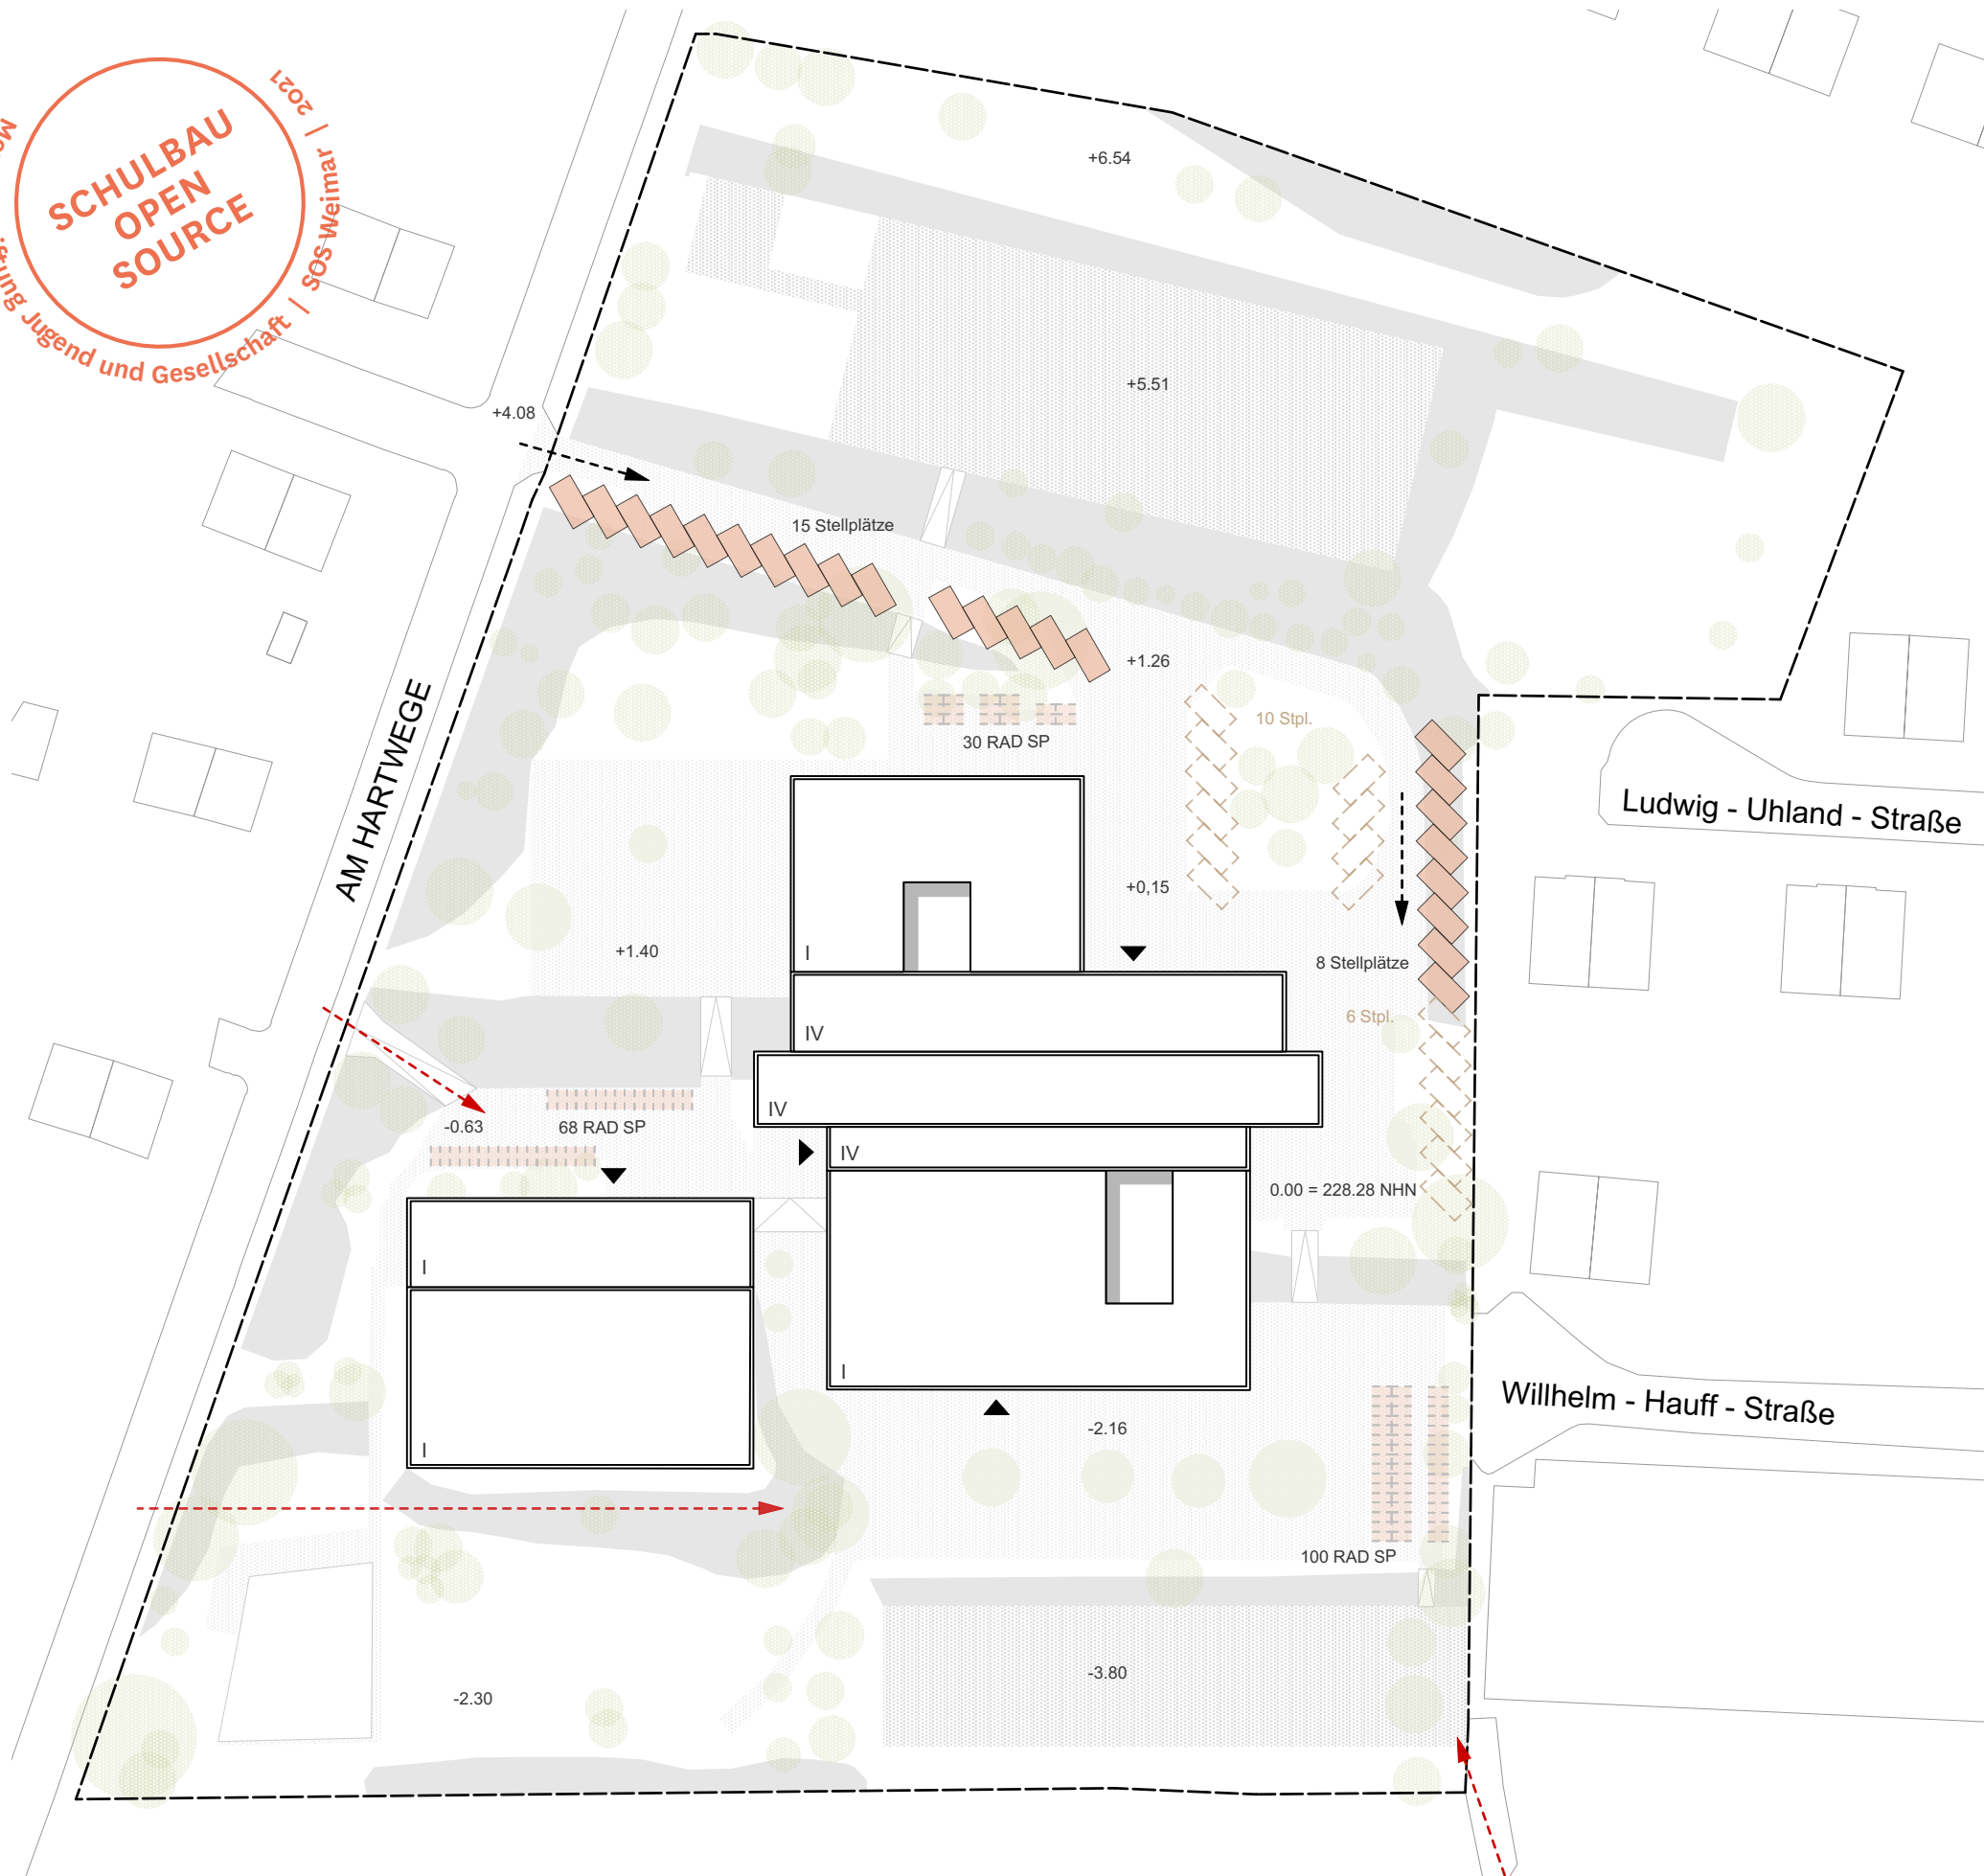 SCHULBAU
OPEN
SOURCE
Jugend und Gesellschaft | SOS Weimar | 2021
+6.54
+5.51
+4.08
15 Stellplätze
+1.26
10 Stpl.
30 RAD SP
AM HARTWEGE
Ludwig - Uhland - Straße
+0,15
+1.40
I
8 Stellplätze
6 Stpl.
IV
IV
-0.63
68 RAD SP
IV
0.00 = 228.28 NHN
I
I
Willhelm - Hauff - Straße
-2.16
I
100 RAD SP
-3.80
-2.30